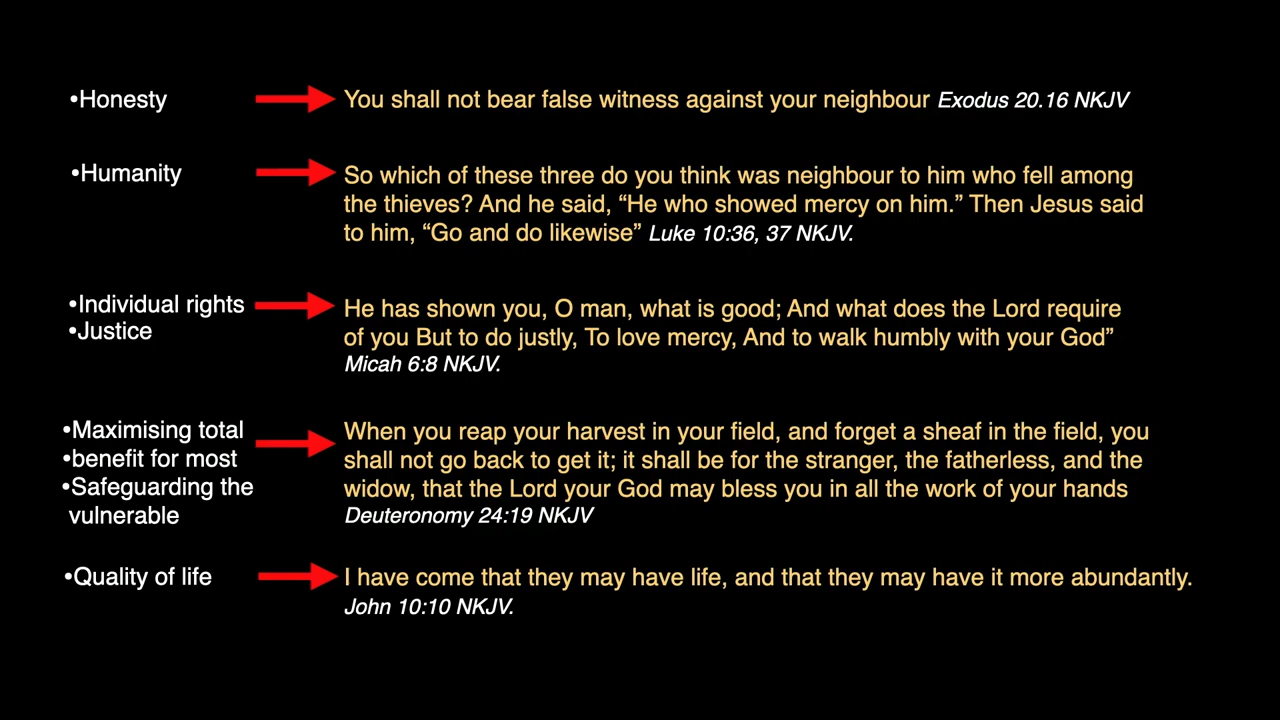 •Honesty
You shall not bear false witness against your neighbour Exodus 20.16 NKJV
•Humanity
So which of these three do you think was neighbour to him who fell among
the thieves? And he said, “He who showed mercy on him.” Then Jesus said
to him, “Go and do likewise” Luke 10:36, 37 NKJV.
•Individual rights
•Justice
He has shown you, O man, what is good; And what does the Lord require
of you But to do justly, To love mercy, And to walk humbly with your God”
Micah 6:8 NKJV.
•Maximising total
•benefit for most
•Safeguarding the
vulnerable
When you reap your harvest in your field, and forget a sheaf in the field, you
shall not go back to get it; it shall be for the stranger, the fatherless, and the
widow, that the Lord your God may bless you in all the work of your hands
Deuteronomy 24:19 NKJV
•Quality of life
I have come that they may have life, and that they may have it more abundantly.
John 10:10 NKJV.